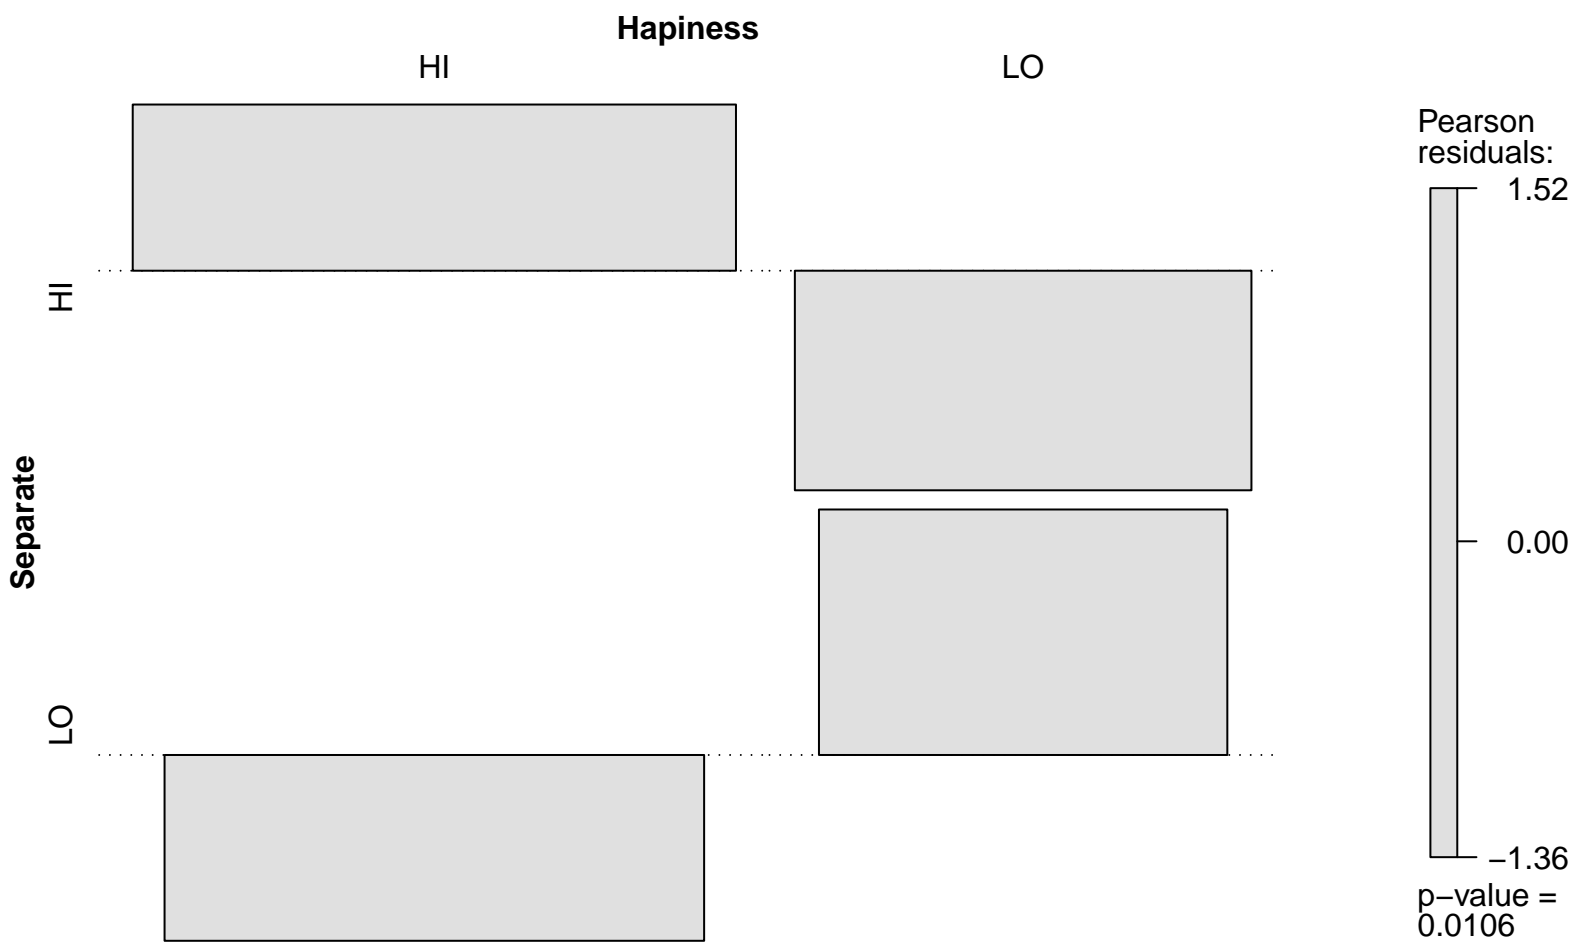 Hapiness
HI
LO
HI
Separate
LO
Pearson
residuals:
1.52
0.00
−1.36
p−value =
0.0106